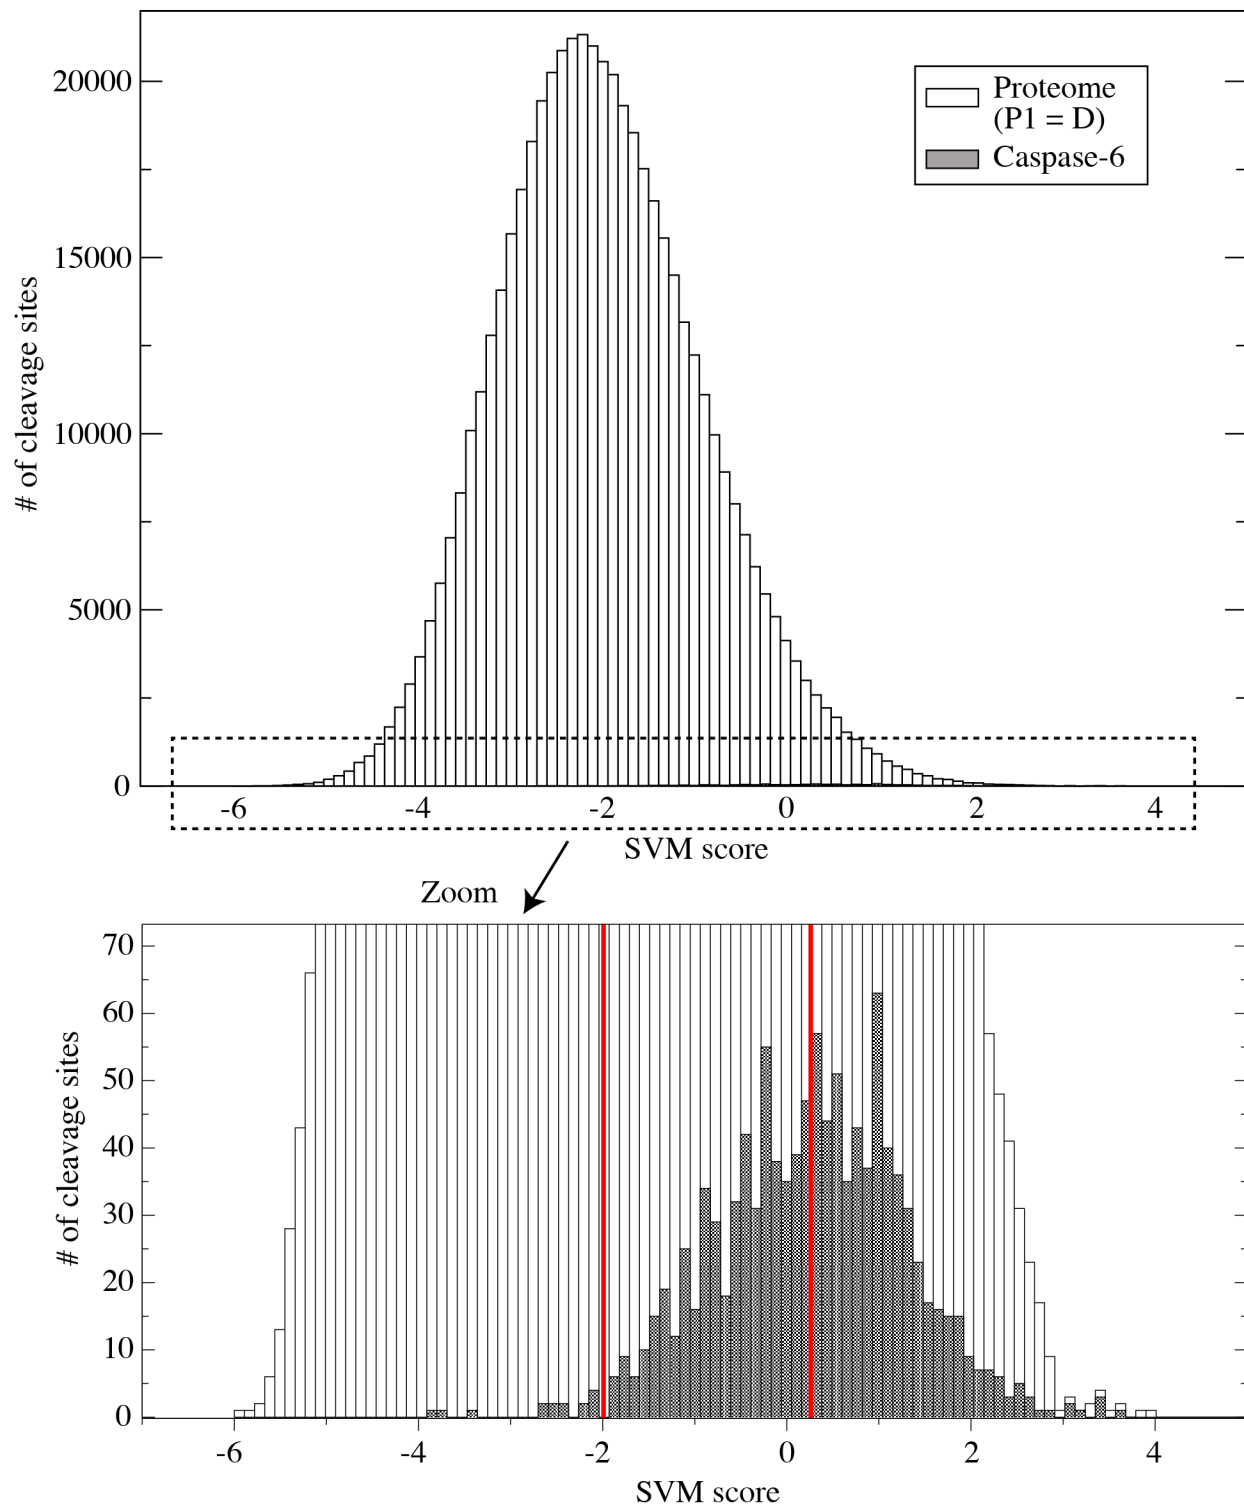 20000
15000
10000
5000
0
# of cleavage sites
Proteome
(P1 = D)
Caspase-6
-6 -4 -2 0 2 4
SVM score
Zoom
70
60
50
40
30
20
10
0
# of cleavage sites
-6 -4 -2 0 2 4
SVM score